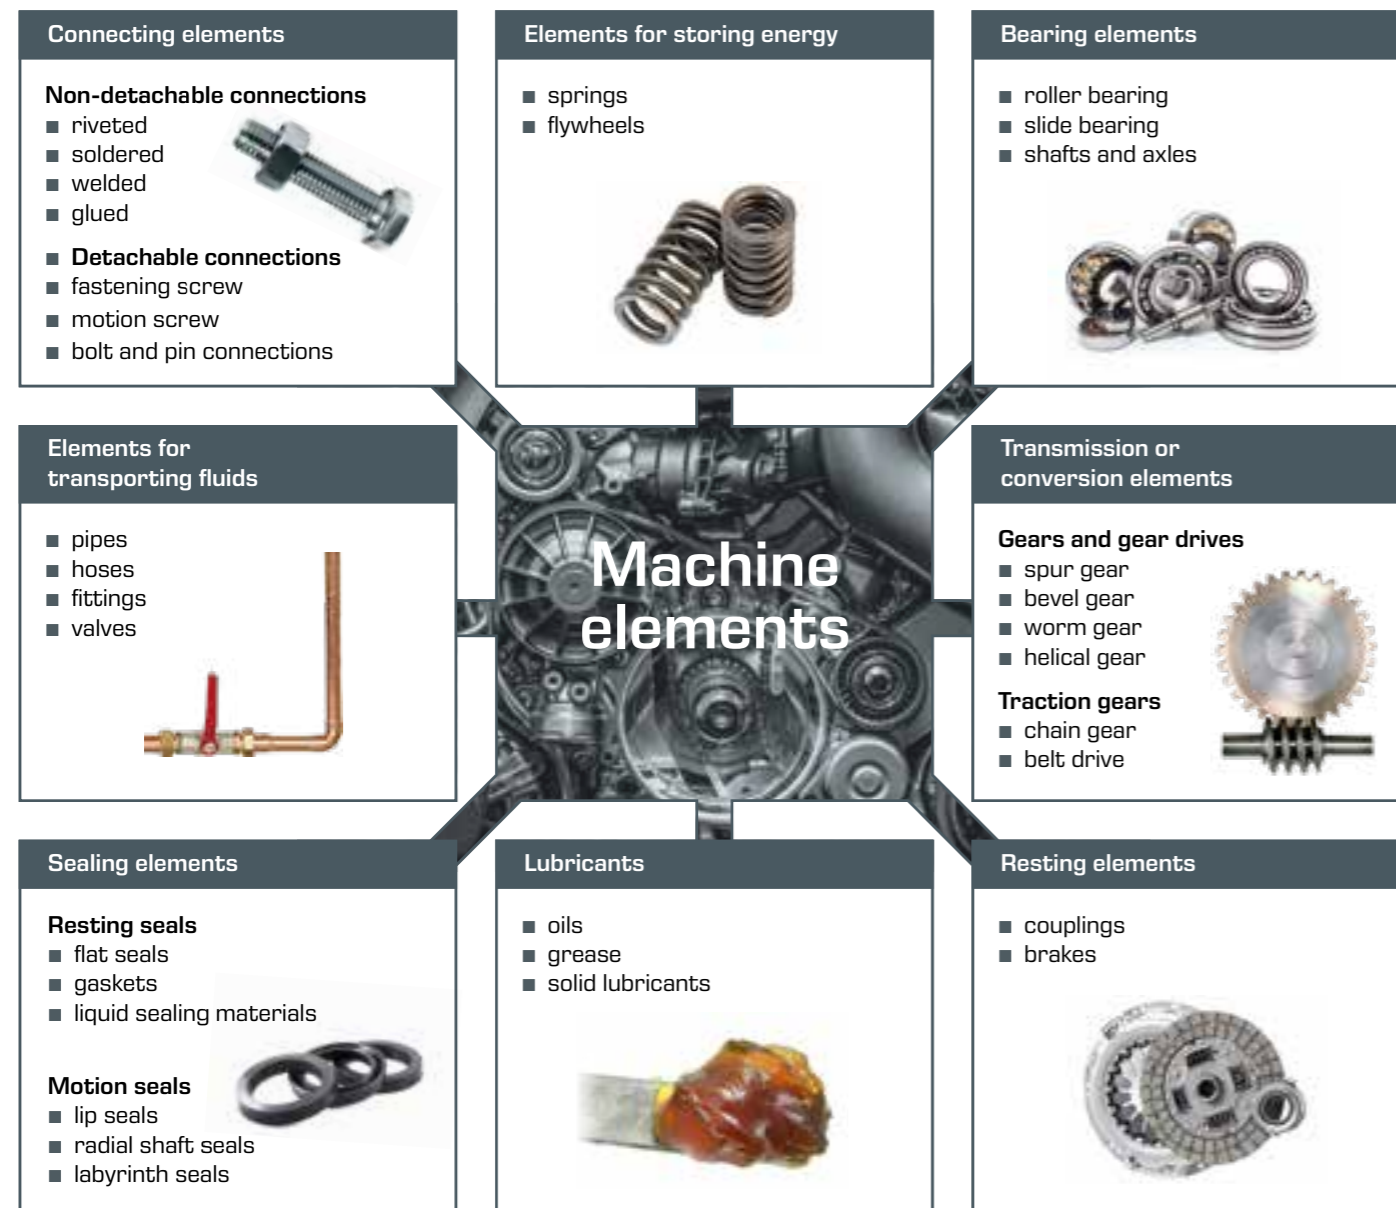 Connecting elements
Non-detachable connections
■ riveted
■ soldered
■ welded
■ glued
■ Detachable connections
■ fastening screw
■ motion screw
■ bolt and pin connections
Elements for storing energy
■ springs
■ flywheels
Bearing elements
■ roller bearing
■ slide bearing
■ shafts and axles
Elements for
transporting fluids
■ pipes
■ hoses
■ fittings
■ valves
Machine
elements
Transmission or
conversion elements
Gears and gear drives
■ spur gear
■ bevel gear
■ worm gear
■ helical gear
Traction gears
■ chain gear
■ belt drive
Sealing elements
Resting seals
■ flat seals
■ gaskets
■ liquid sealing materials
Motion seals
■ lip seals
■ radial shaft seals
■ labyrinth seals
Lubricants
■ oils
■ grease
■ solid lubricants
Resting elements
■ couplings
■ brakes